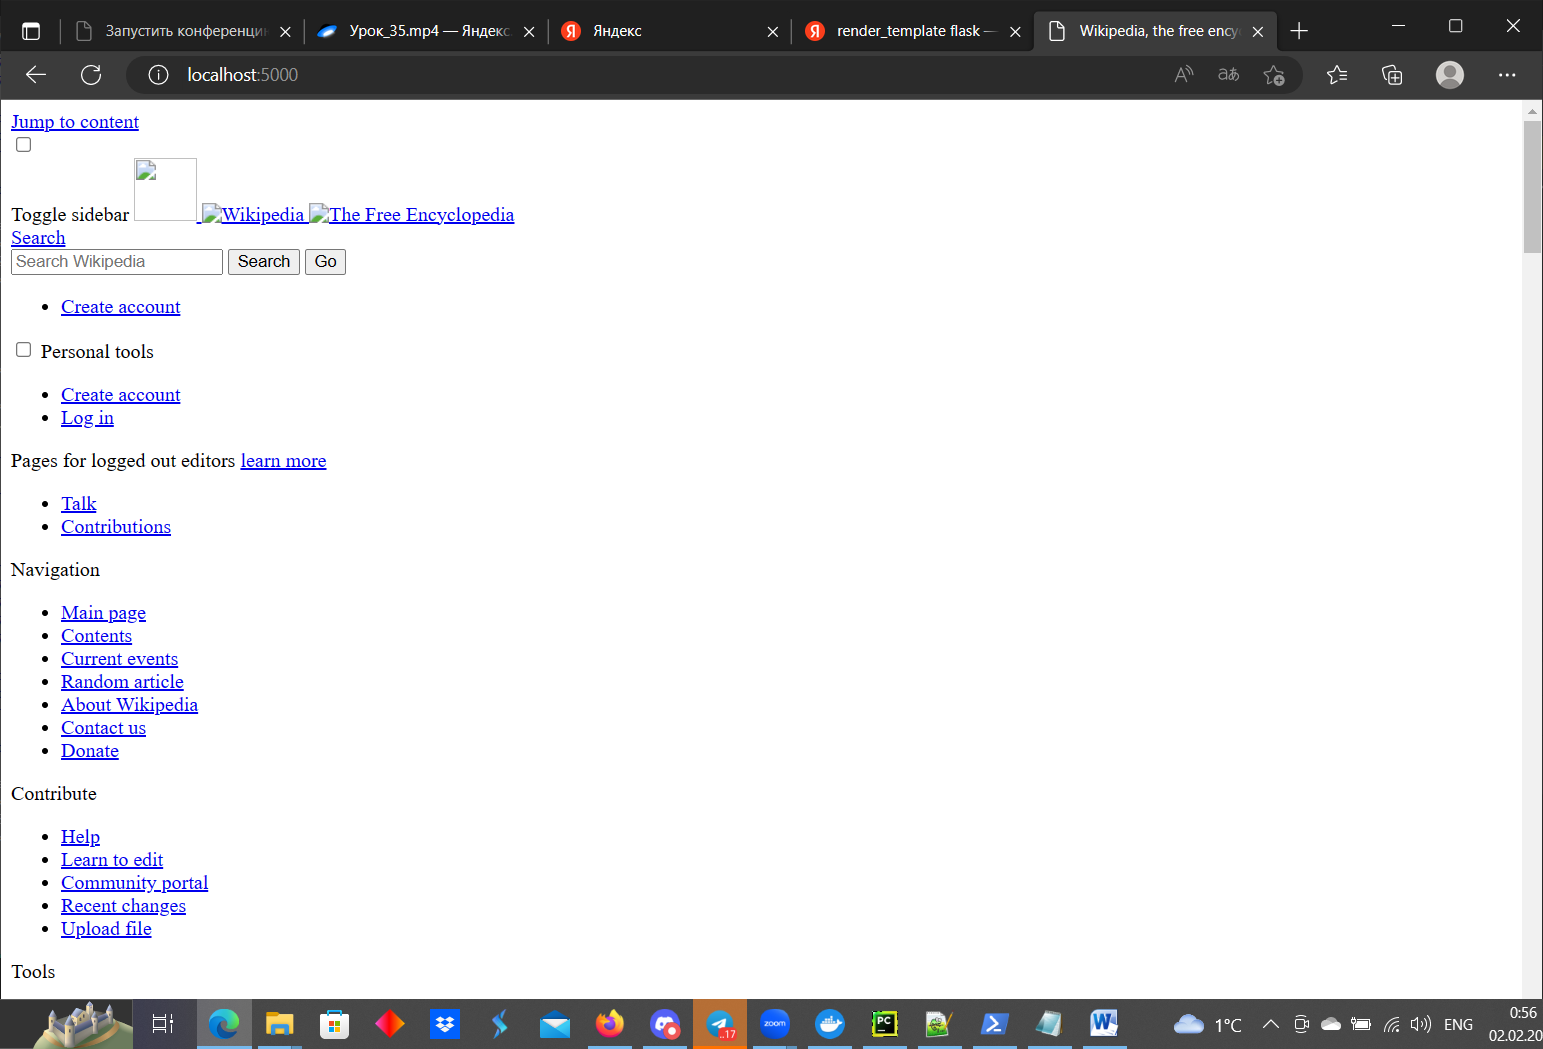 Запустить конференци
Урок_35.mp4 — Яндекс
Яндекс
render_template flask —
Wikipedia, the free ency
localhost:5000
Jump to content
Toggle sidebar Wikipedia The Free Encyclopedia
Search
Search Wikipedia Search Go
Create account
Personal tools
Create account
Log in
Pages for logged out editors learn more
Talk
Contributions
Navigation
Main page
Contents
Current events
Random article
About Wikipedia
Contact us
Donate
Contribute
Help
Learn to edit
Community portal
Recent changes
Upload file
Tools
..17
zoom
PC
W
1°C
ENG
0:56
02.02.20